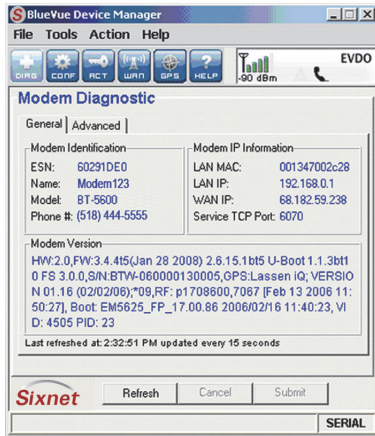 BlueVue Device Manager
File Tools Action Help
DIAG CONF ACT WAN GPS HELP -90 dBm EVDO
Modem Diagnostic
General Advanced
Modem Identification
ESN: 60291DE0
Name: Modem123
Model: BT-5600
Phone #: (518) 444-5555
Modem IP Information
LAN MAC: 001347002c28
LAN IP: 192.168.0.1
WAN IP: 68.182.59.238
Service TCP Port: 6070
Modem Version
HW:2.0,FW:3.4.4t5(Jan 28 2008) 2.6.15.1bt5 U-Boot 1.1.3bt1
0 FS 3.0.0,S/N:BTW-060000130005,GPS:Lassen iQ; VERSIO
N 01.16 (02/02/06);*09,RF: p1708600,7067 [Feb 13 2006 11:
50:27], Boot: EM5625_FP_17.00.86 2006/02/16 11:40:23, VI
D: 4505 PID: 23
Last refreshed at: 2:32:51 PM updated every 15 seconds
Sixnet Refresh Cancel Submit
SERIAL